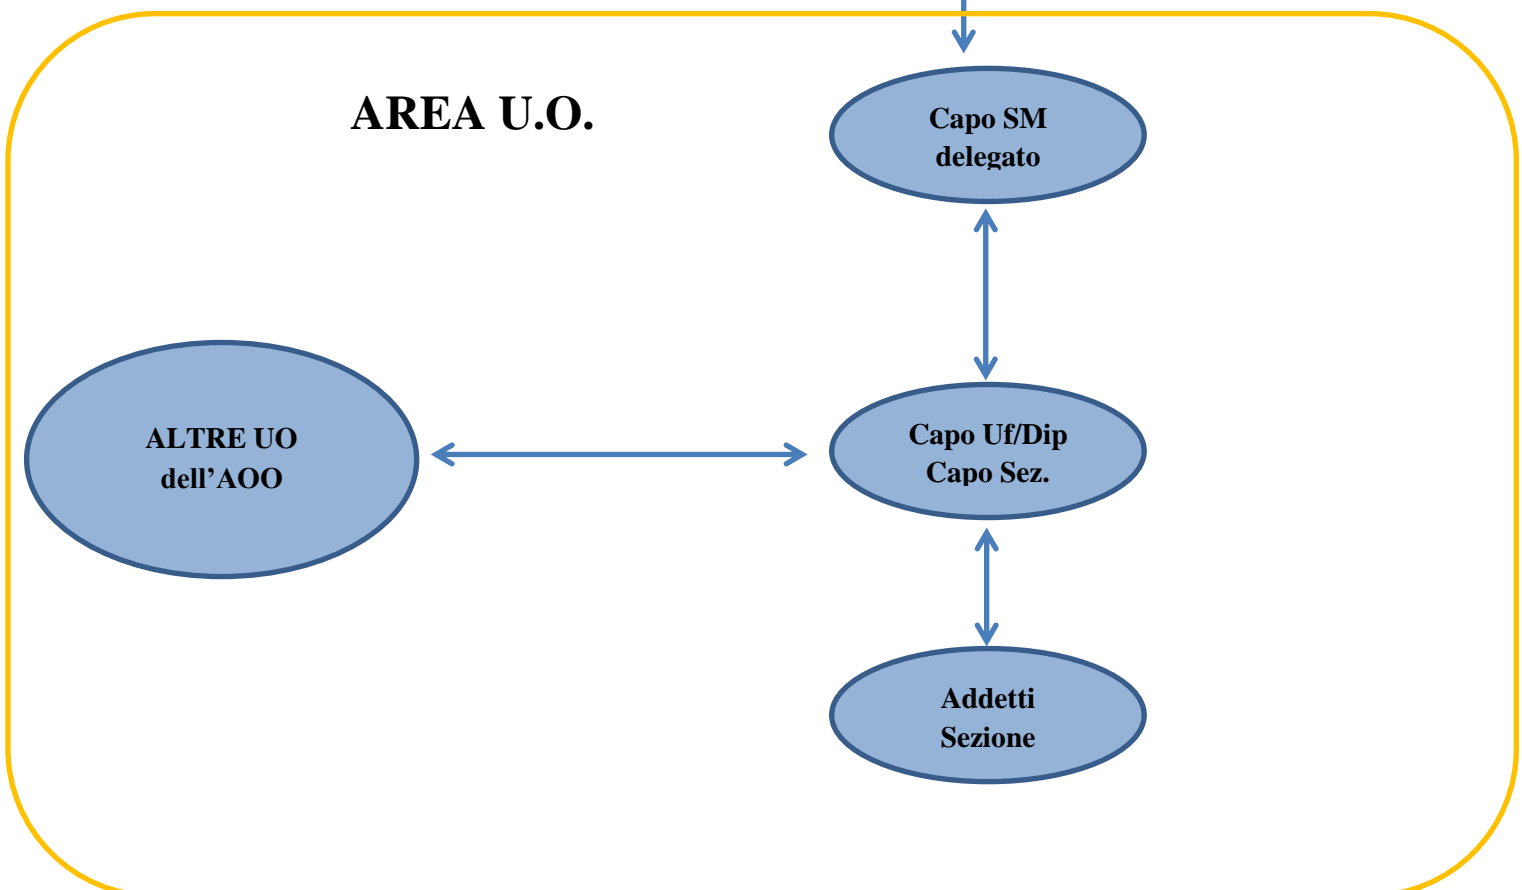 AREA U.O.
Capo SM
delegato
ALTRE UO
dell’AOO
Capo Uf/Dip
Capo Sez.
Addetti
Sezione